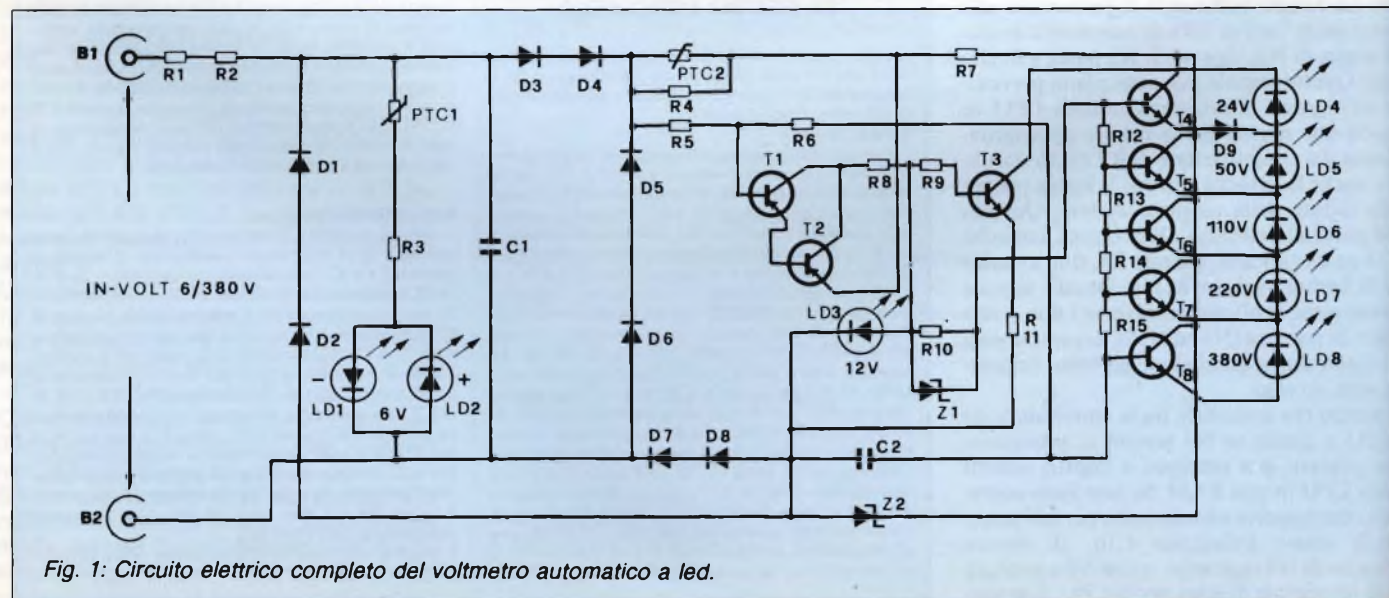 B1
R1
R2
D3
D4
PTC2
R4
R7
PTC1
R5
R6
T4
24V
LD4
D9
R12
D1
D5
T1
R8
R9
T3
T5
50V
LD5
R13
R3
C1
T2
T6
110V
LD6
IN-VOLT 6/380 V
R14
D2
D6
LD3
12V
R10
R
11
T7
220V
LD7
R15
Z1
−
+
LD1
6 V
LD2
T8
380V
LD8
D7
D8
C2
B2
Z2
Fig. 1: Circuito elettrico completo del voltmetro automatico a led.